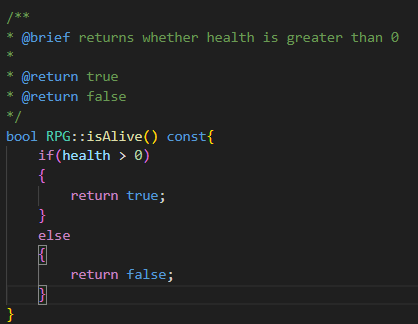 /**
* @brief returns whether health is greater than 0
*
* @return true
* @return false
*/
bool RPG::isAlive() const{
    if(health > 0)
    {
        return true;
    }
    else
    {
        return false;
    }
}